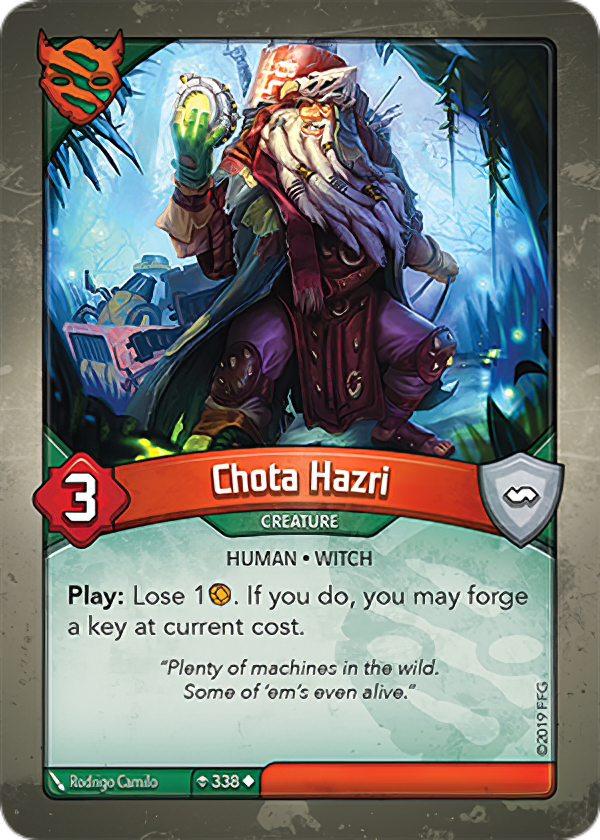 3
Chota Hazri
CREATURE
HUMAN • WITCH
Play: Lose 1. If you do, you may forge
a key at current cost.
“Plenty of machines in the wild.
Some of ’em’s even alive.”
©2019 FFG
Rodrigo Camilo
338